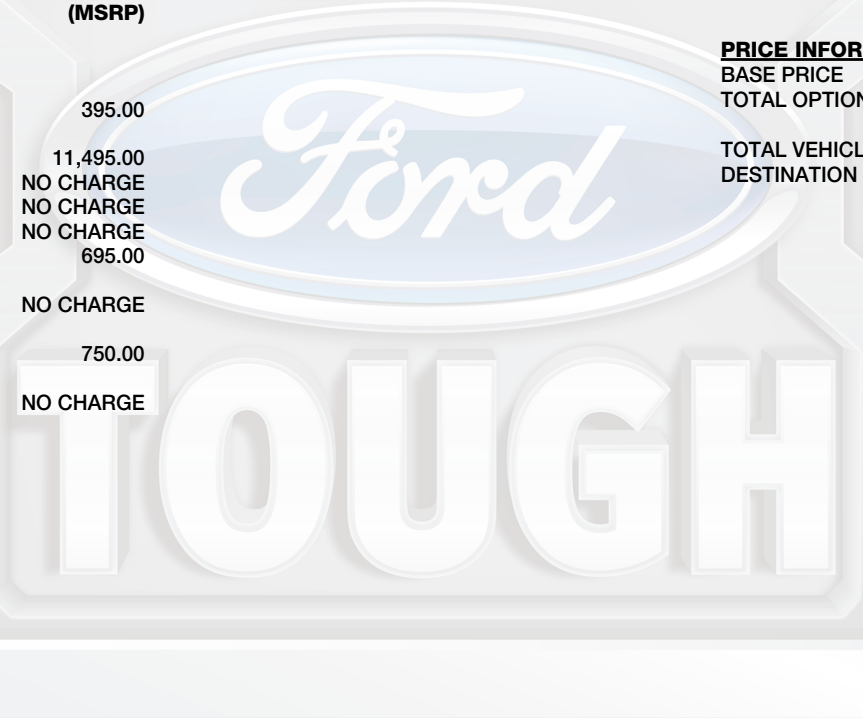 (MSRP)
395.00
11,495.00
NO CHARGE
NO CHARGE
NO CHARGE
695.00
NO CHARGE
750.00
NO CHARGE
PRICE INFOR
BASE PRICE
TOTAL OPTION
TOTAL VEHICL
DESTINATION
Ford
TOUGH